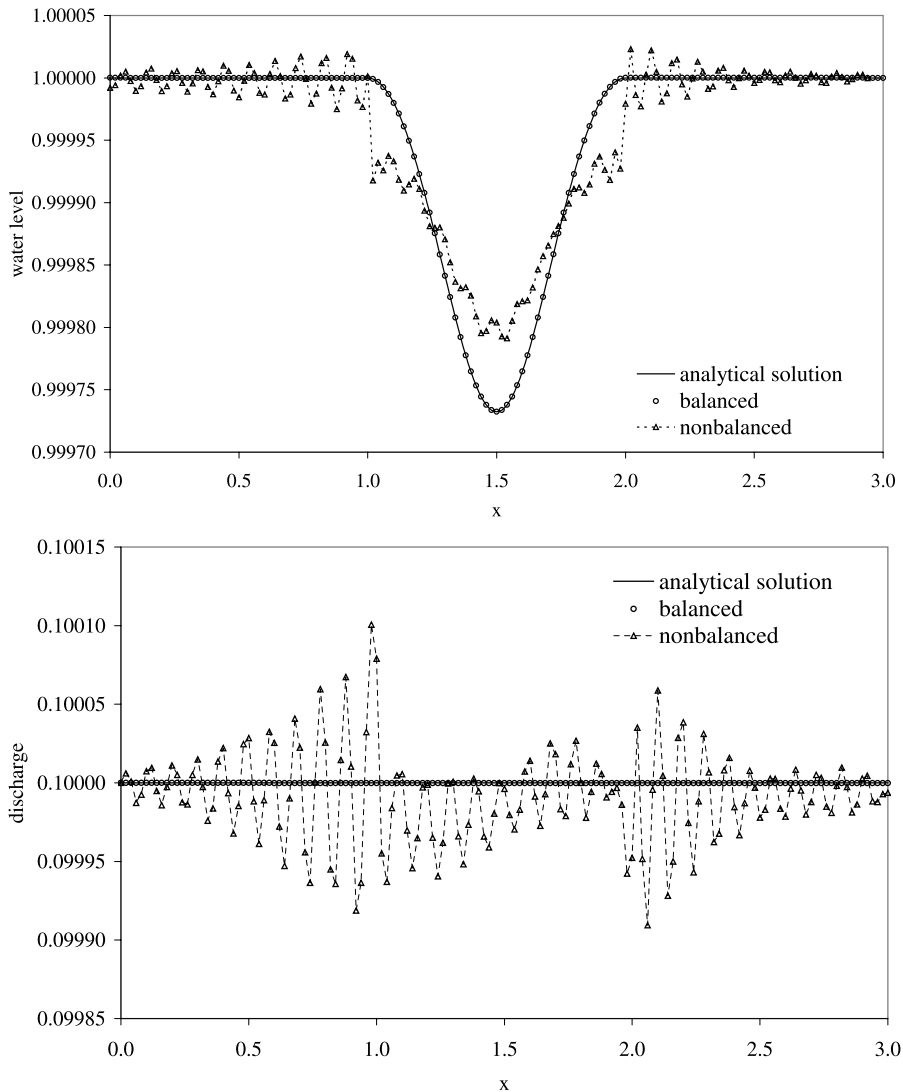 1.00005
1.00000
0.99995
0.99990
0.99985
0.99980
0.99975
0.99970
water level
analytical solution
balanced
nonbalanced
0.0 0.5 1.0 1.5 2.0 2.5 3.0
x
0.10015
0.10010
0.10005
0.10000
0.09995
0.09990
0.09985
discharge
analytical solution
balanced
nonbalanced
0.0 0.5 1.0 1.5 2.0 2.5 3.0
x